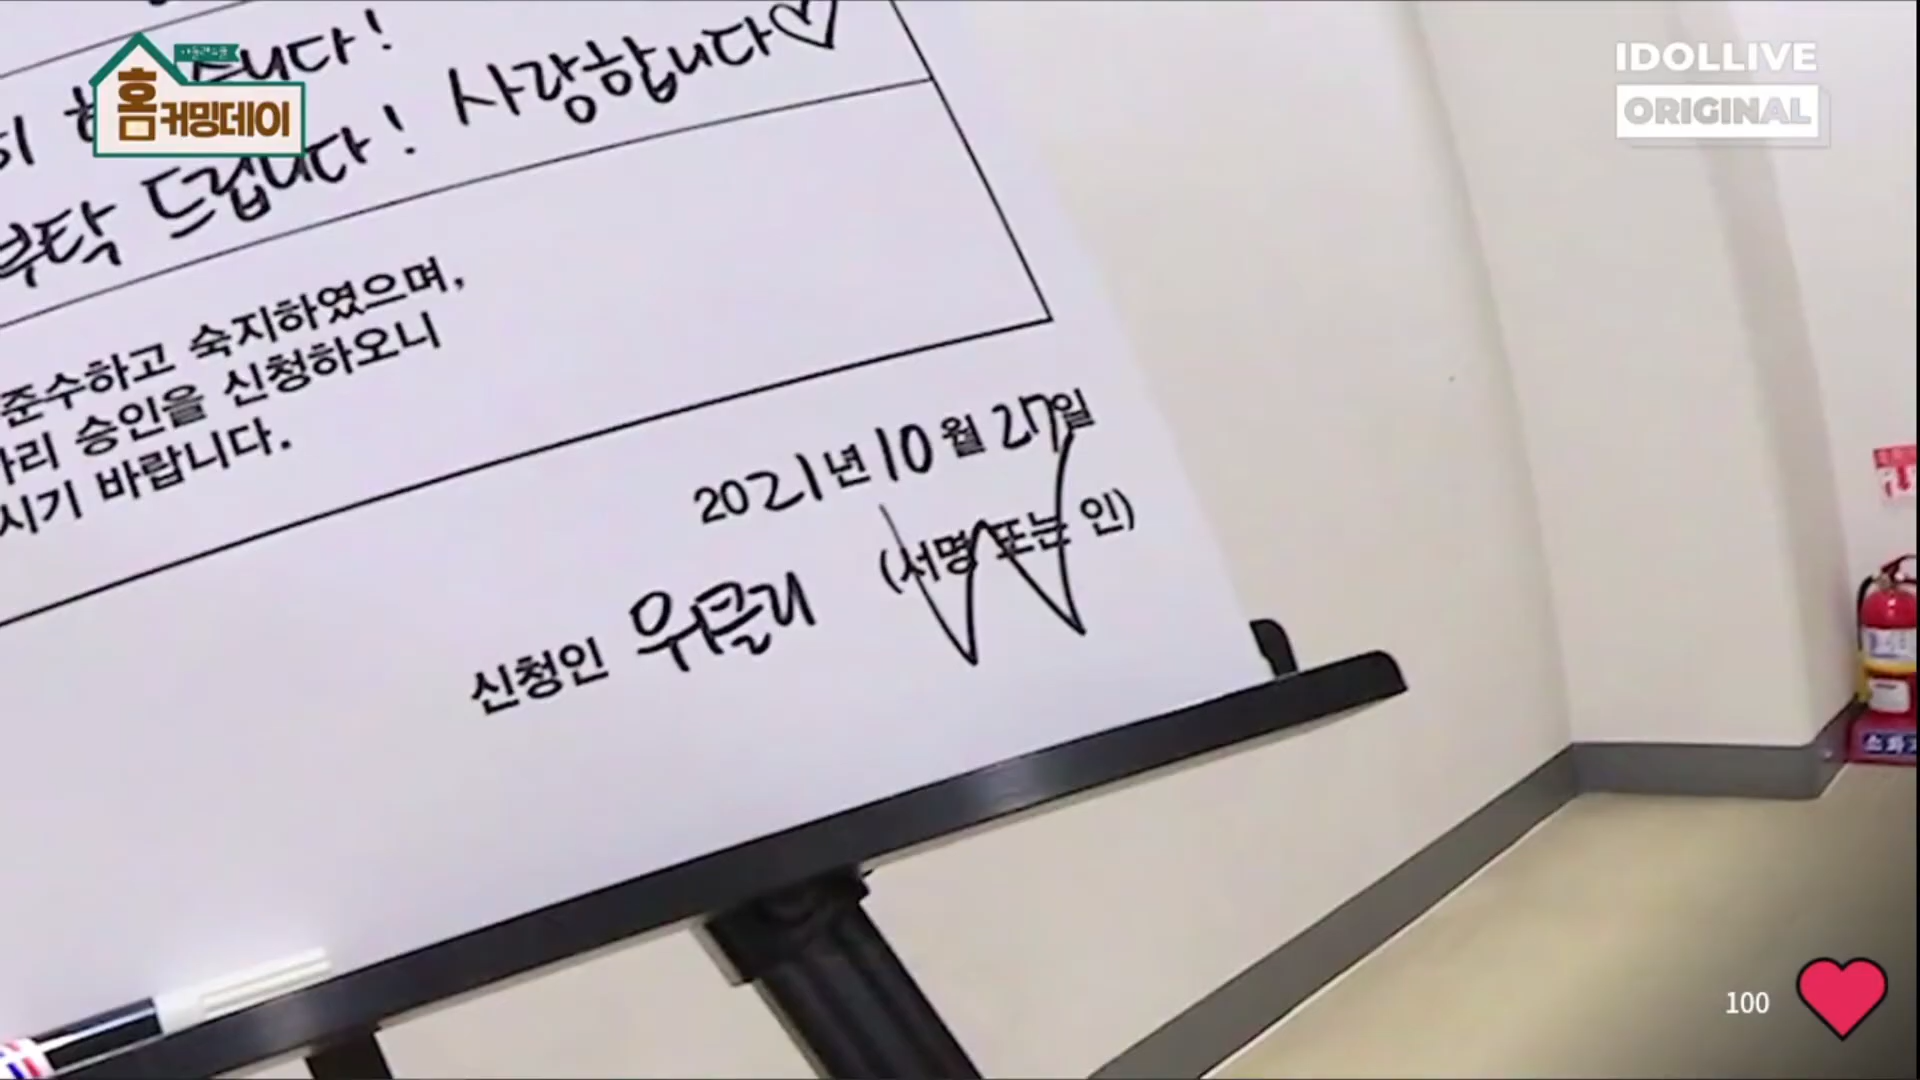 홈커밍데이
IDOLLIVE
ORIGINAL
습니다!
부탁 드립니다! 사랑합니다♡
준수하고 숙지하였으며,
승인을 신청하오니
시기 바랍니다.
2021년 10월 27일
신청인 위클리 (서명 또는 인)
100